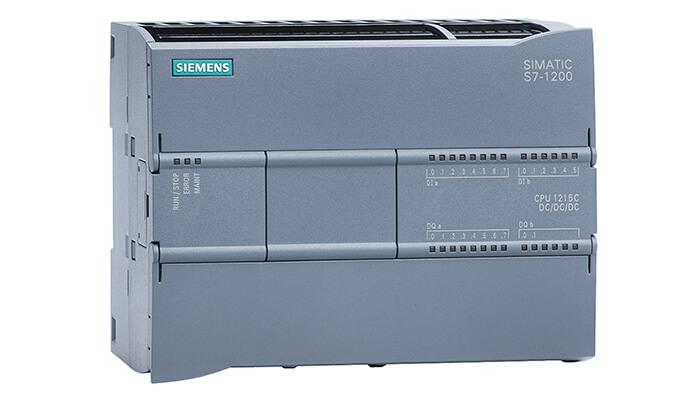 SIEMENS
SIMATIC
S7-1200
RUN / STOP
ERROR
MAINT
.0 .1 .2 .3 .4 .5 .6 .7
DI a
.0 .1 .2 .3 .4 .5
DI b
CPU 1215C
DC/DC/DC
DQ a
.0 .1 .2 .3 .4 .5 .6 .7
DQ b
.0 .1